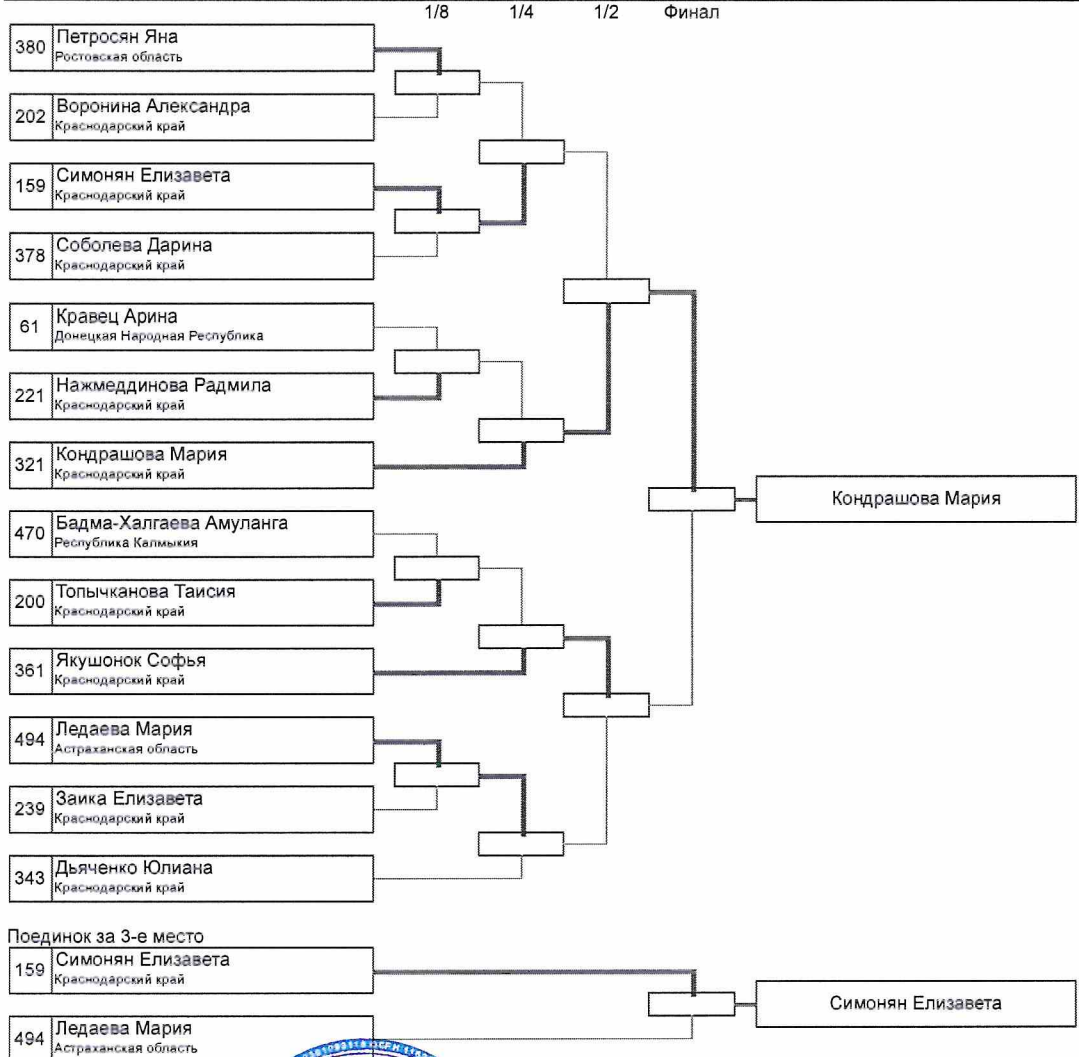 1/8 1/4 1/2 Финал
380 Петросян Яна
Ростовская область
202 Воронина Александра
Краснодарский край
159 Симонян Елизавета
Краснодарский край
378 Соболева Дарина
Краснодарский край
61 Кравец Арина
Донецкая Народная Республика
221 Нажмеддинова Радмила
Краснодарский край
321 Кондрашова Мария
Краснодарский край
Кондрашова Мария
470 Бадма-Халгаева Амуланга
Республика Калмыкия
200 Топычканова Таисия
Краснодарский край
361 Якушонок Софья
Краснодарский край
494 Ледаева Мария
Астраханская область
239 Заика Елизавета
Краснодарский край
343 Дьяченко Юлиана
Краснодарский край
Поединок за 3-е место
159 Симонян Елизавета
Краснодарский край
Симонян Елизавета
494 Ледаева Мария
Астраханская область